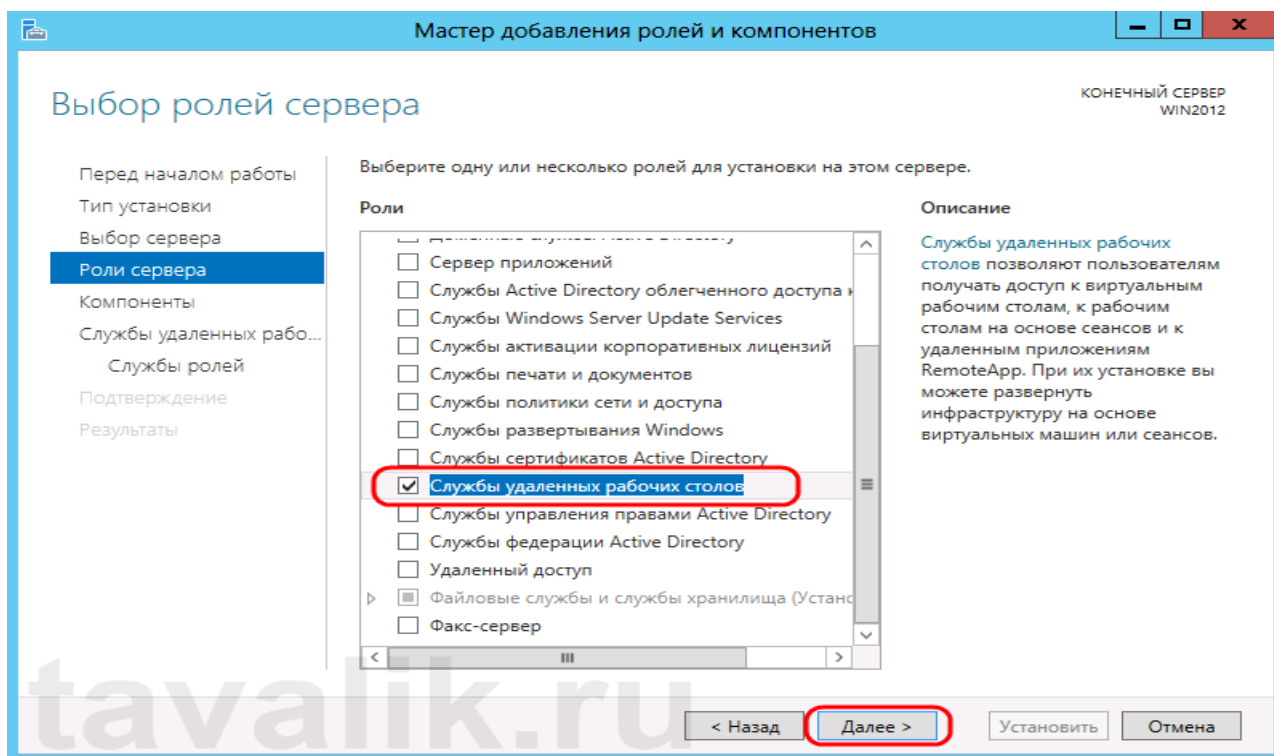 Мастер добавления ролей и компонентов
Выбор ролей сервера
КОНЕЧНЫЙ СЕРВЕР
WIN2012
Перед началом работы
Тип установки
Выбор сервера
Роли сервера
Компоненты
Службы удаленных рабо...
Службы ролей
Подтверждение
Результаты
Выберите одну или несколько ролей для установки на этом сервере.
Роли
Сервер приложений
Службы Active Directory облегченного доступа
Службы Windows Server Update Services
Службы активации корпоративных лицензий
Службы печати и документов
Службы политики сети и доступа
Службы развертывания Windows
Службы сертификатов Active Directory
Службы удаленных рабочих столов
Службы управления правами Active Directory
Службы федерации Active Directory
Удаленный доступ
Файловые службы и службы хранилища (Устано
Факс-сервер
Описание
Службы удаленных рабочих
столов позволяют пользователям
получать доступ к виртуальным
рабочим столам, к рабочим
столам на основе сеансов и к
удаленным приложениям
RemoteApp. При их установке вы
можете развернуть
инфраструктуру на основе
виртуальных машин или сеансов.
tavalik.ru
< Назад
Далее >
Установить
Отмена